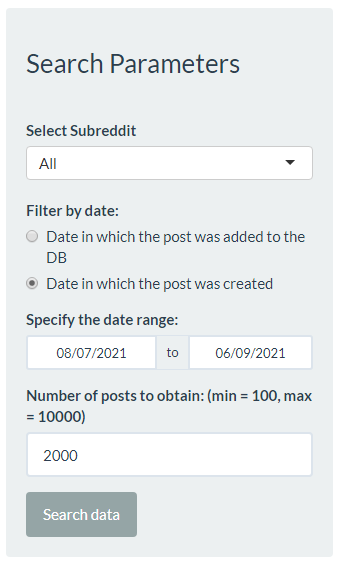 Search Parameters
Select Subreddit
All
Filter by date:
Date in which the post was added to the
DB
Date in which the post was created
Specify the date range:
08/07/2021 to 06/09/2021
Number of posts to obtain: (min = 100, max
= 10000)
2000
Search data